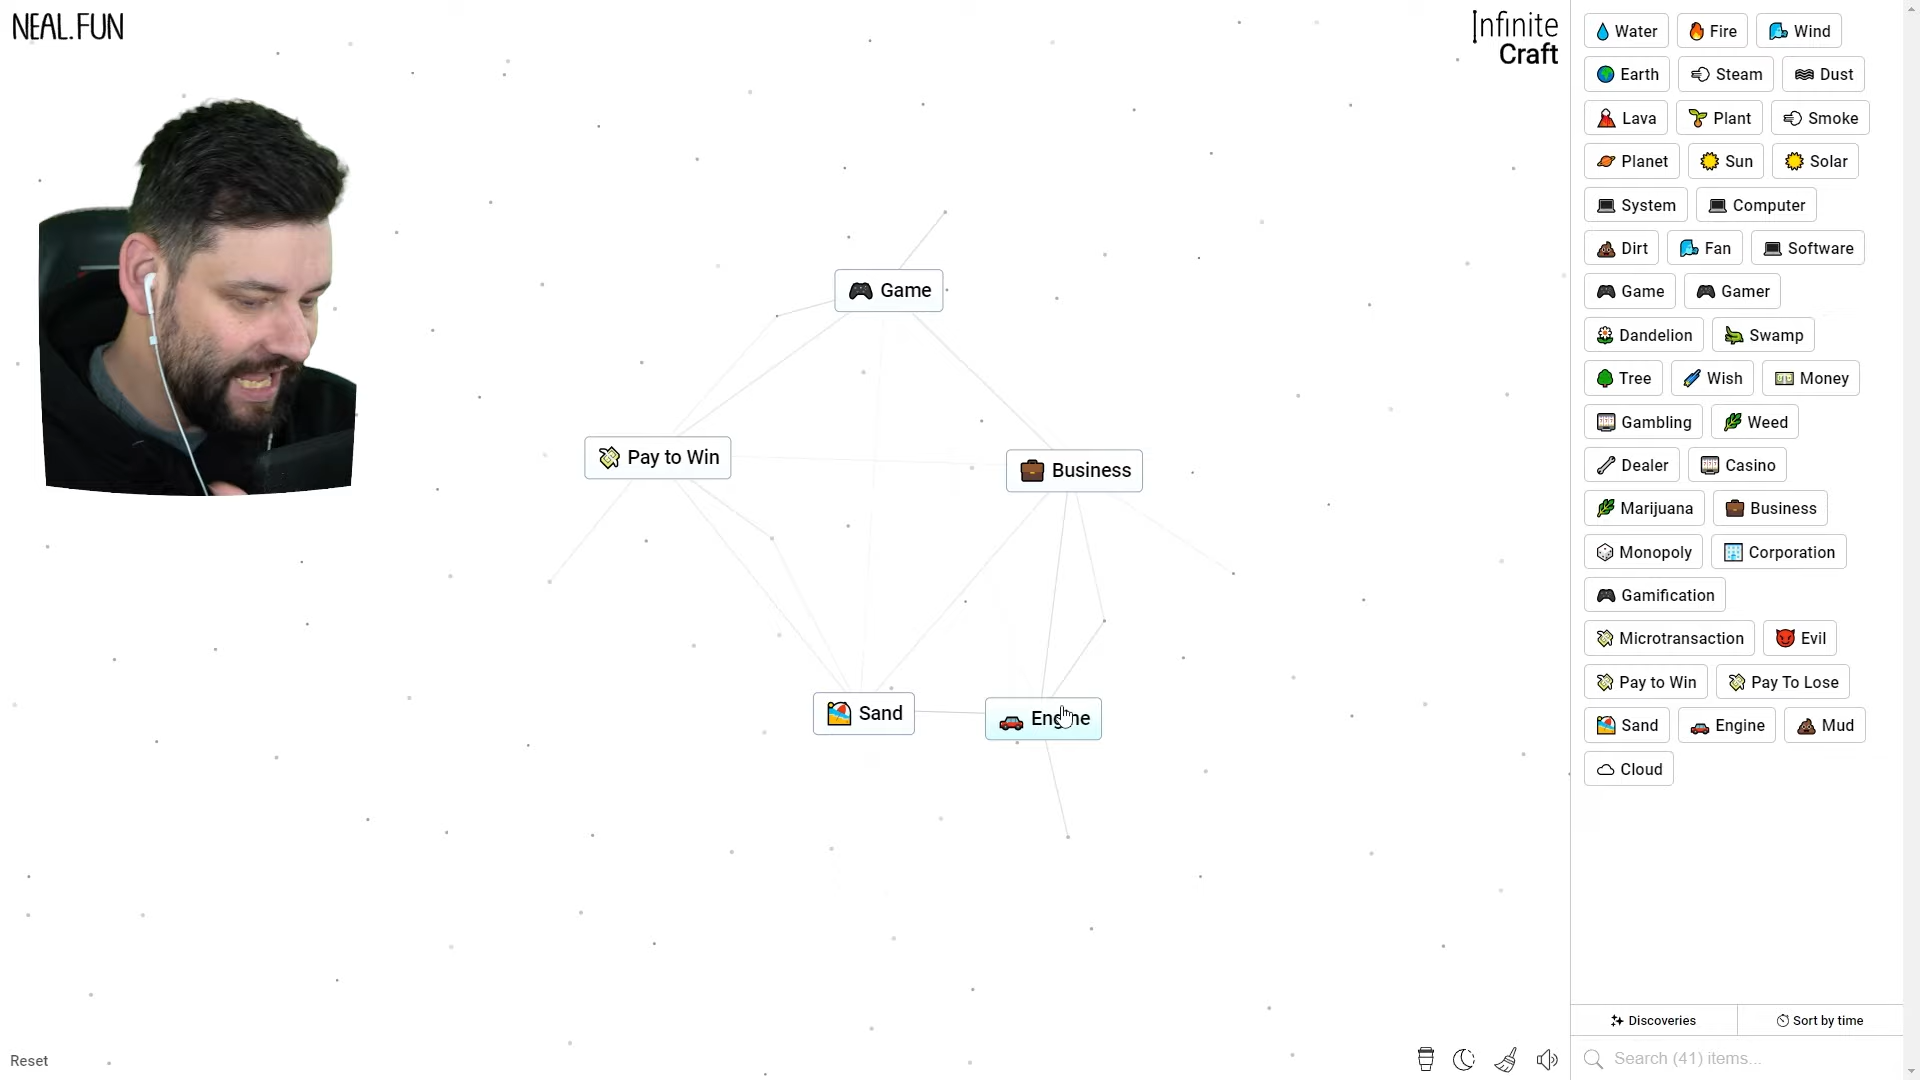 NEAL.FUN
Infinite
Craft
Game
Pay to Win
Business
Sand
Engine
Reset
Water Fire Wind
Earth Steam Dust
Lava Plant Smoke
Planet Sun Solar
System Computer
Dirt Fan Software
Game Gamer
Dandelion Swamp
Tree Wish Money
Gambling Weed
Dealer Casino
Marijuana Business
Monopoly Corporation
Gamification
Microtransaction Evil
Pay to Win Pay To Lose
Sand Engine Mud
Cloud
Discoveries Sort by time
Search (41) items...